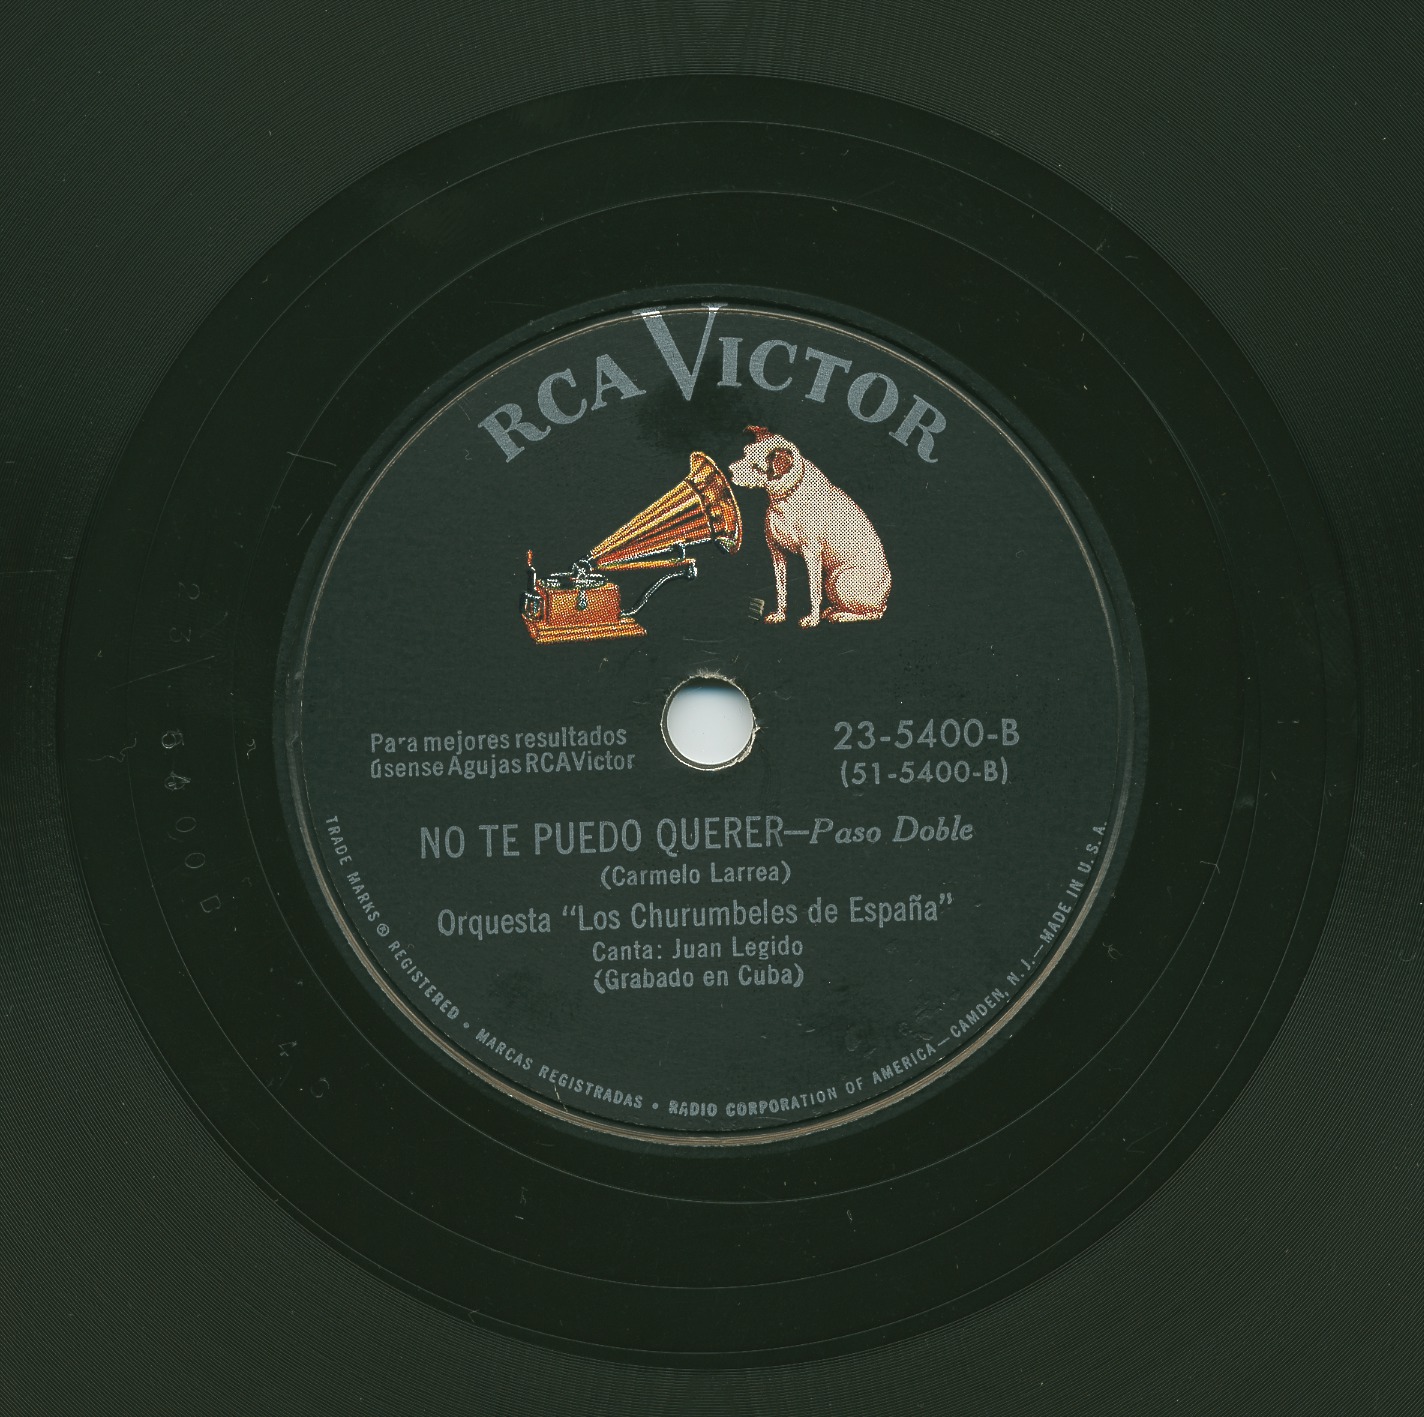 RCA VICTOR
Para mejores resultados
úsense Agujas RCA Victor
23-5400-B
(51-5400-B)
NO TE PUEDO QUERER—Paso Doble
(Carmelo Larrea)
Orquesta “Los Churumbeles de España”
Canta: Juan Legido
(Grabado en Cuba)
TRADE MARKS ® REGISTERED • MARCAS REGISTRADAS • RADIO CORPORATION OF AMERICA—CAMDEN, N. J.—MADE IN U. S. A.